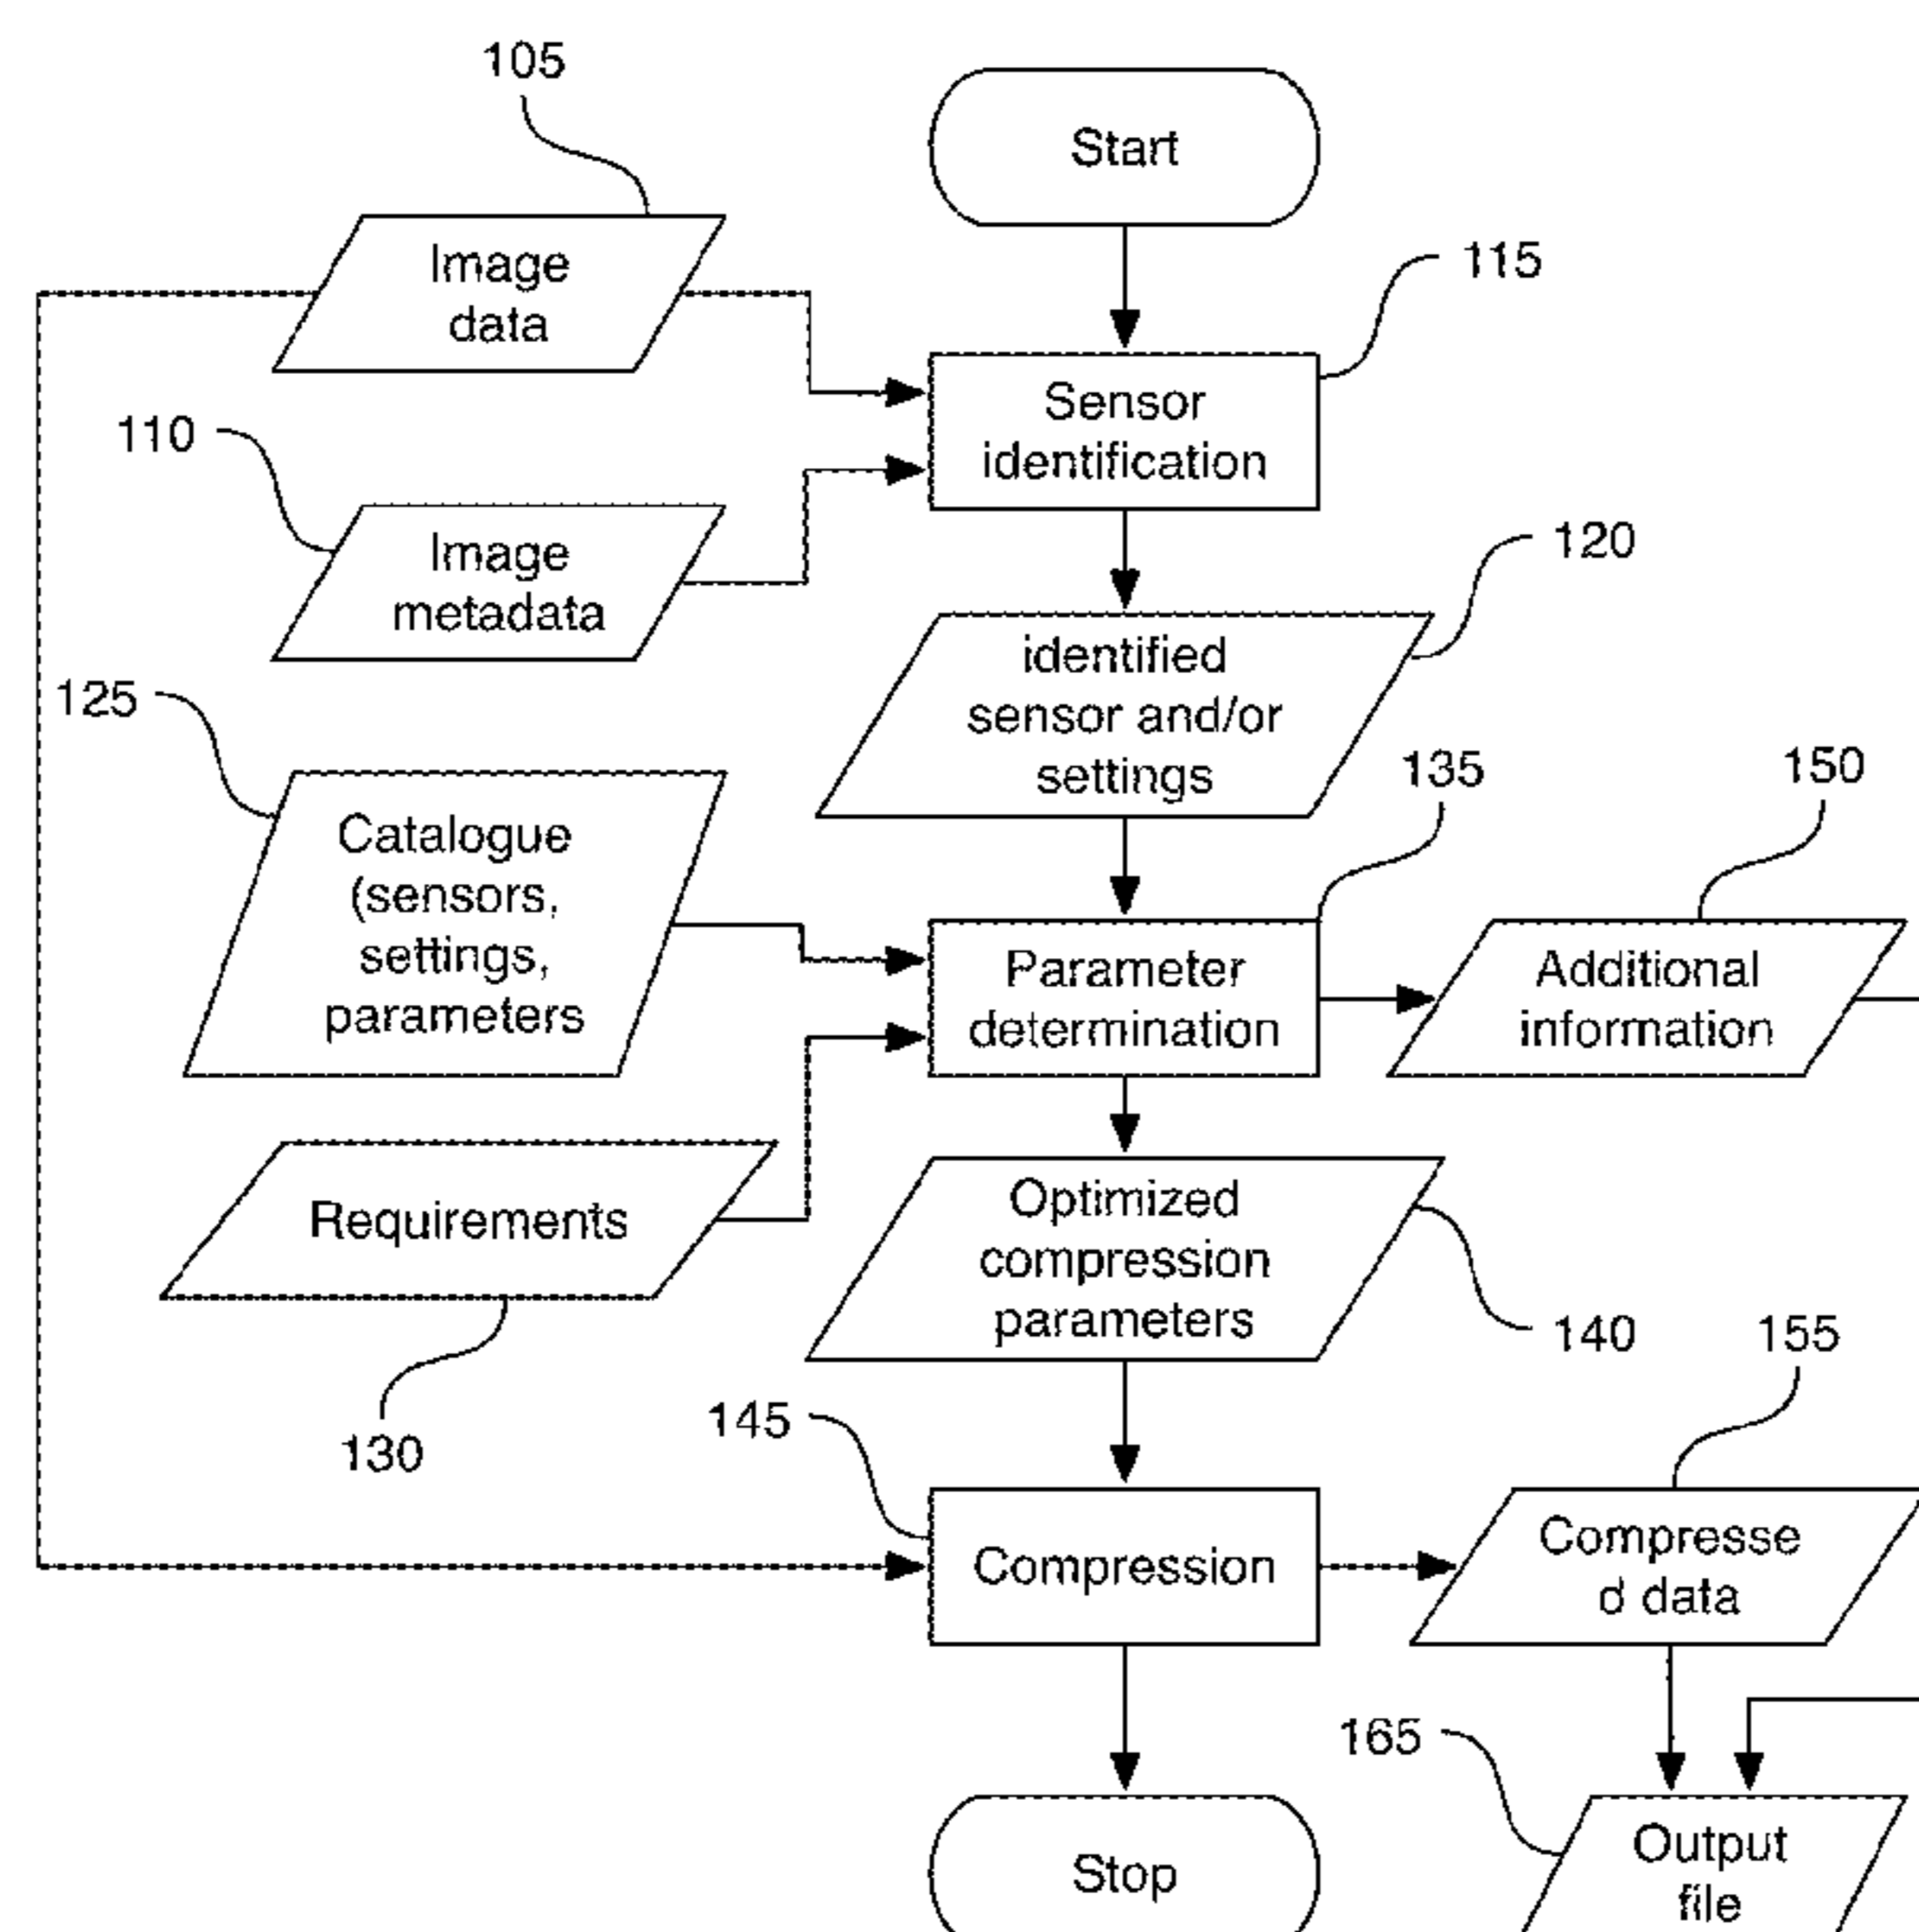 105
Start
Image
data
115
110
Sensor
identification
Image
metadata
120
125
identified
sensor and/or
settings
135
150
Catalogue
(sensors,
settings,
parameters
Parameter
determination
Additional
information
Requirements
130
Optimized
compression
parameters
140
155
145
Compression
Compresse
d data
165
Stop
Output
file